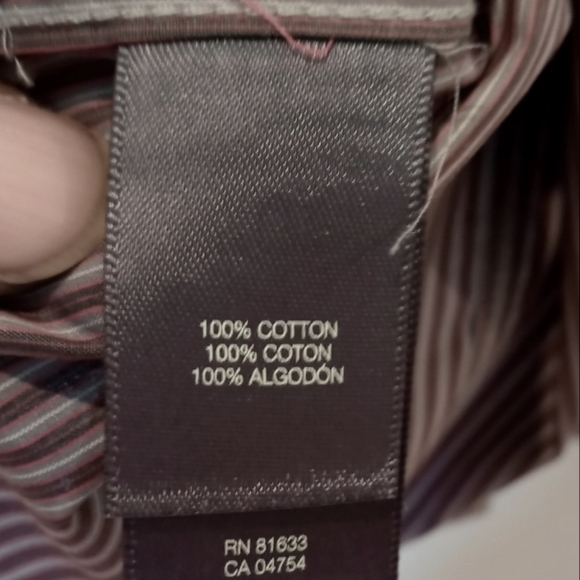 100% COTTON
100% COTON
100% ALGODÓN
RN 81633
CA 04754